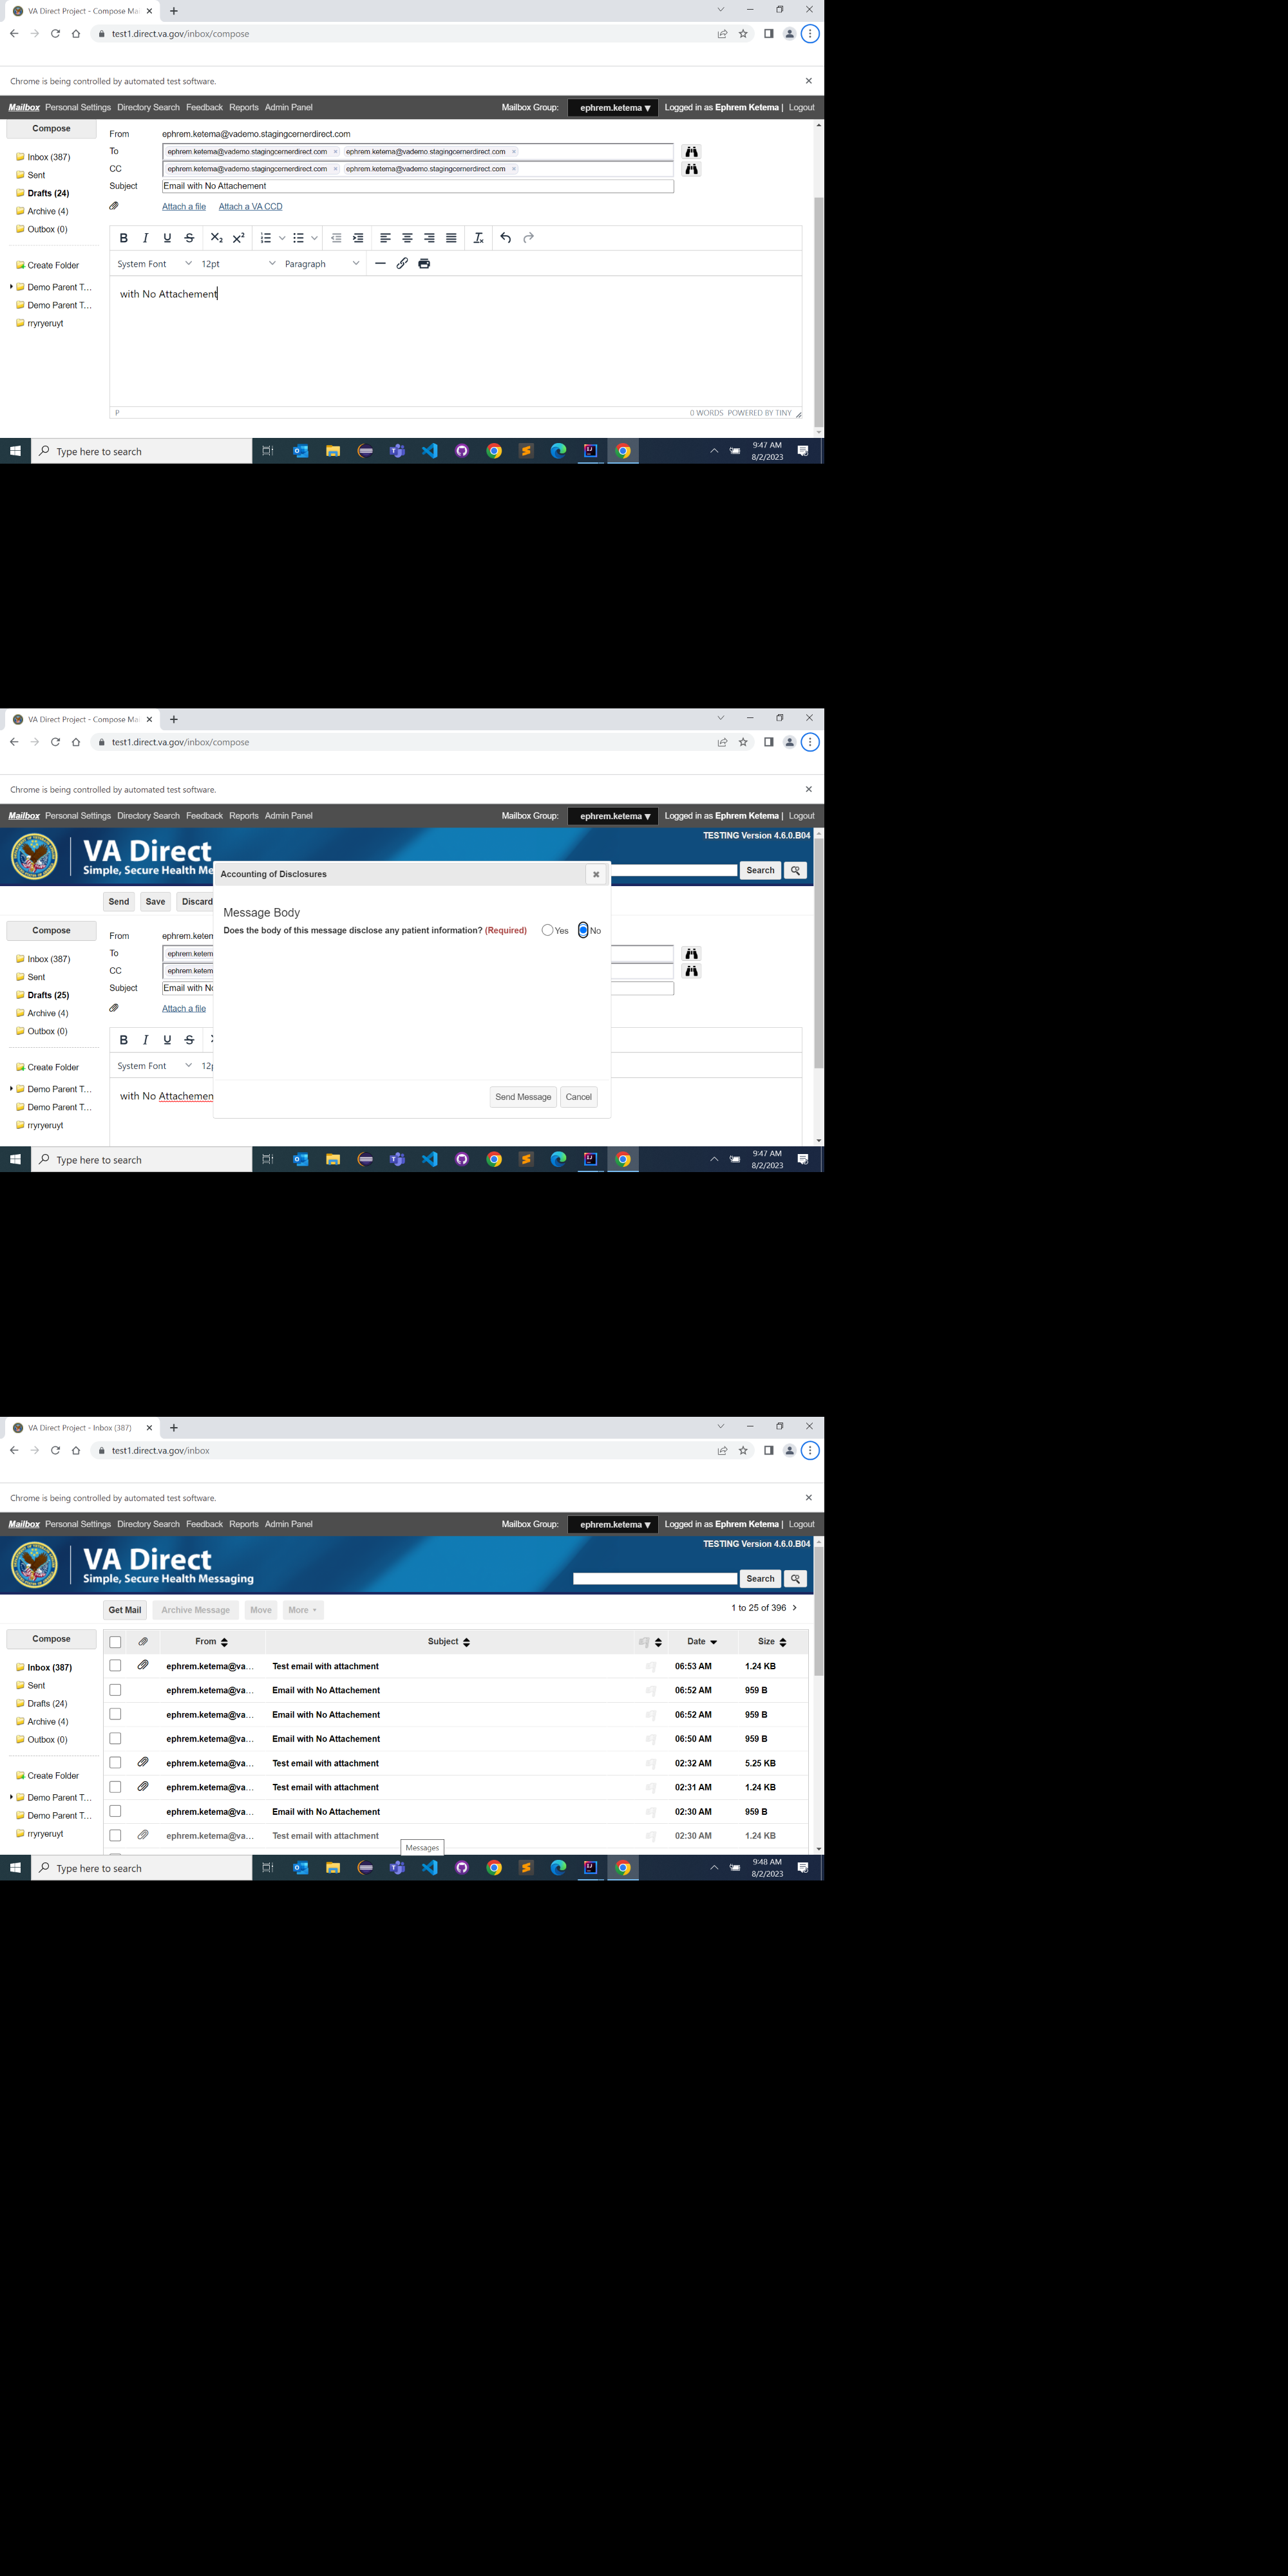 VA Direct Project - Compose Ma
test1.direct.va.gov/inbox/compose
Chrome is being controlled by automated test software.
Mailbox Personal Settings Directory Search Feedback Reports Admin Panel Mailbox Group: ephrem.ketema ▼ Logged in as Ephrem Ketema | Logout
Compose
From ephrem.ketema@vademo.stagingcernerdirect.com
To ephrem.ketema@vademo.stagingcernerdirect.com × ephrem.ketema@vademo.stagingcernerdirect.com ×
Inbox (387)
CC ephrem.ketema@vademo.stagingcernerdirect.com × ephrem.ketema@vademo.stagingcernerdirect.com ×
Sent
Subject Email with No Attachement
Drafts (24)
Attach a file Attach a VA CCD
Archive (4)
Outbox (0)
B I U S X₂ X²
System Font 12pt Paragraph
Create Folder
Demo Parent T...
with No Attachement
Demo Parent T...
rryryeruyt
P 0 WORDS POWERED BY TINY
Type here to search
9:47 AM
8/2/2023
VA Direct Project - Compose Ma
test1.direct.va.gov/inbox/compose
Chrome is being controlled by automated test software.
Mailbox Personal Settings Directory Search Feedback Reports Admin Panel Mailbox Group: ephrem.ketema ▼ Logged in as Ephrem Ketema | Logout
TESTING Version 4.6.0.B04
VA Direct
Simple, Secure Health Me
Search
Accounting of Disclosures
Send Save Discard
Message Body
Does the body of this message disclose any patient information? (Required) Yes No
Compose
From ephrem.keter
To ephrem.ketem
Inbox (387)
CC ephrem.ketem
Sent
Subject Email with No
Drafts (25)
Attach a file
Archive (4)
Outbox (0)
B I U S
System Font 12p
Create Folder
Demo Parent T...
with No Attachemen
Send Message Cancel
Demo Parent T...
rryryeruyt
Type here to search
9:47 AM
8/2/2023
VA Direct Project - Inbox (387)
test1.direct.va.gov/inbox
Chrome is being controlled by automated test software.
Mailbox Personal Settings Directory Search Feedback Reports Admin Panel Mailbox Group: ephrem.ketema ▼ Logged in as Ephrem Ketema | Logout
TESTING Version 4.6.0.B04
VA Direct
Simple, Secure Health Messaging
Search
Get Mail Archive Message Move More 1 to 25 of 396
Compose
From Subject Date Size
Inbox (387)
Sent
Drafts (24)
Archive (4)
Outbox (0)
Create Folder
Demo Parent T...
Demo Parent T...
rryryeruyt
ephrem.ketema@va... Test email with attachment 06:53 AM 1.24 KB
ephrem.ketema@va... Email with No Attachement 06:52 AM 959 B
ephrem.ketema@va... Email with No Attachement 06:52 AM 959 B
ephrem.ketema@va... Email with No Attachement 06:50 AM 959 B
ephrem.ketema@va... Test email with attachment 02:32 AM 5.25 KB
ephrem.ketema@va... Test email with attachment 02:31 AM 1.24 KB
ephrem.ketema@va... Email with No Attachement 02:30 AM 959 B
ephrem.ketema@va... Test email with attachment 02:30 AM 1.24 KB
Messages
Type here to search
9:48 AM
8/2/2023